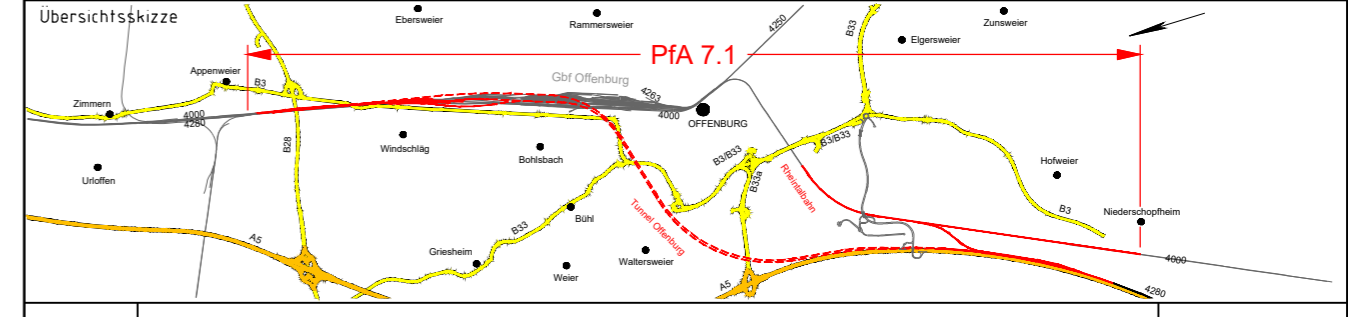 Übersichtsskizze
Ebersweier
Rammersweier
4250
B33
Zunsweier
Elgersweier
PfA 7.1
Appenweier
B3
Gbf Offenburg
4263
Zimmern
4000
4280
4000
OFFENBURG
B28
Windschläg
Bohlsbach
B3/B33
B3/B33
Hofweier
Urloffen
B33a
Rheintalbahn
Tunnel Offenburg
B3
Niederschopfheim
Bühl
B33
A5
Griesheim
Weier
Waltersweier
A5
4000
4280